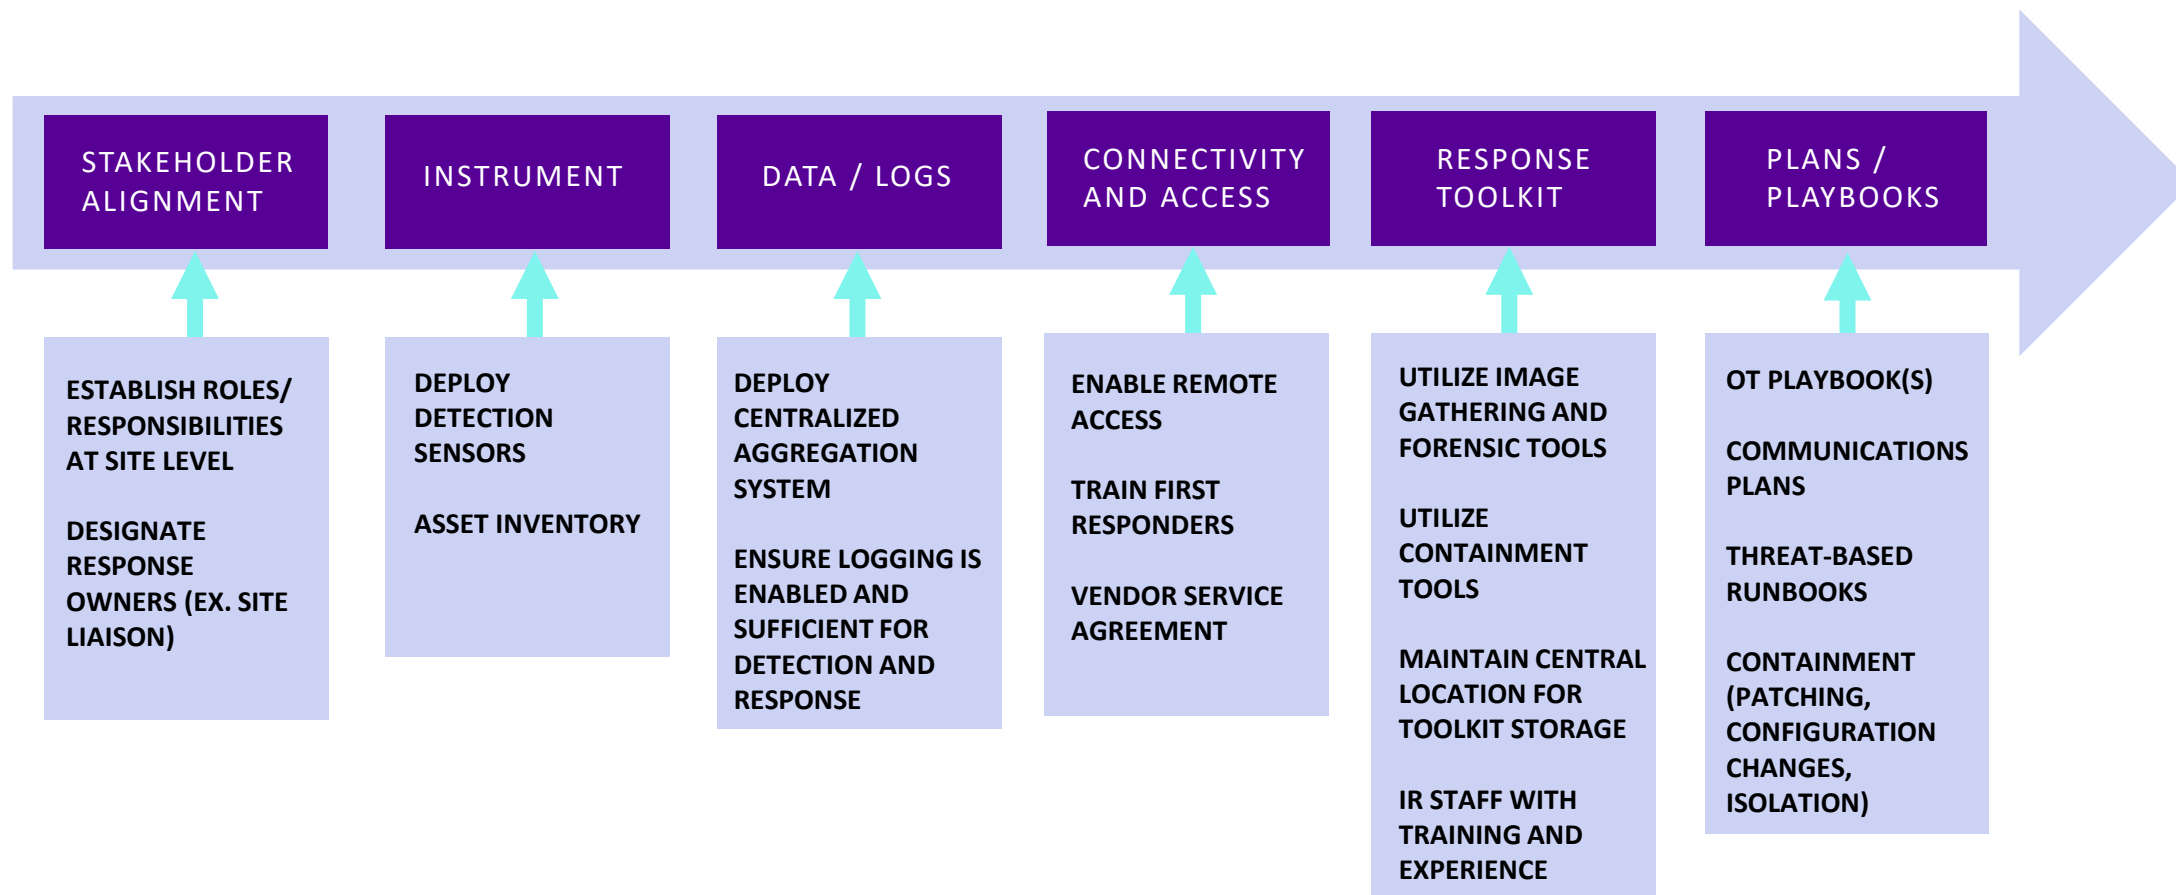 STAKEHOLDER
ALIGNMENT
INSTRUMENT
DATA / LOGS
CONNECTIVITY
AND ACCESS
RESPONSE
TOOLKIT
PLANS /
PLAYBOOKS
ESTABLISH ROLES/
RESPONSIBILITIES
AT SITE LEVEL
DESIGNATE
RESPONSE
OWNERS (EX. SITE
LIAISON)
DEPLOY
DETECTION
SENSORS
ASSET INVENTORY
DEPLOY
CENTRALIZED
AGGREGATION
SYSTEM
ENSURE LOGGING IS
ENABLED AND
SUFFICIENT FOR
DETECTION AND
RESPONSE
ENABLE REMOTE
ACCESS
TRAIN FIRST
RESPONDERS
VENDOR SERVICE
AGREEMENT
UTILIZE IMAGE
GATHERING AND
FORENSIC TOOLS
UTILIZE
CONTAINMENT
TOOLS
MAINTAIN CENTRAL
LOCATION FOR
TOOLKIT STORAGE
IR STAFF WITH
TRAINING AND
EXPERIENCE
OT PLAYBOOK(S)
COMMUNICATIONS
PLANS
THREAT-BASED
RUNBOOKS
CONTAINMENT
(PATCHING,
CONFIGURATION
CHANGES,
ISOLATION)